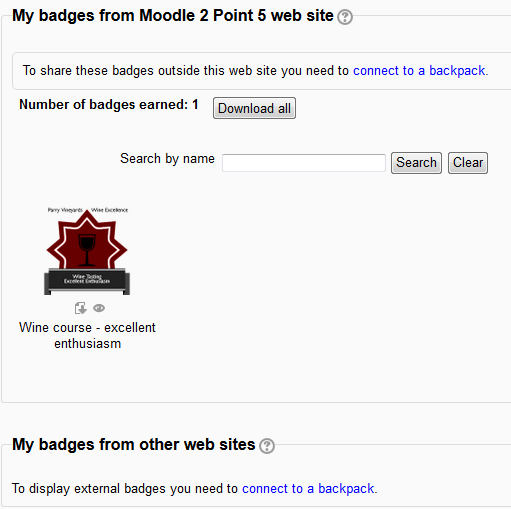 My badges from Moodle 2 Point 5 web site
To share these badges outside this web site you need to connect to a backpack.
Number of badges earned: 1 Download all
Search by name Search Clear
Parry Vineyards Wine Excellence
Wine Tasting
Excellent Enthusiasm
Wine course - excellent
enthusiasm
My badges from other web sites
To display external badges you need to connect to a backpack.